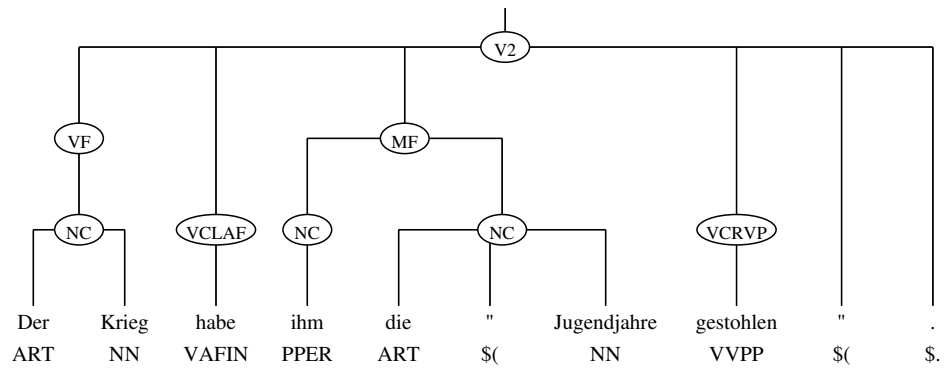 V2
VF MF
NC VCLAF NC NC VCRVP
Der Krieg habe ihm die " Jugendjahre gestohlen " .
ART NN VAFIN PPER ART $( NN VVPP $( $.